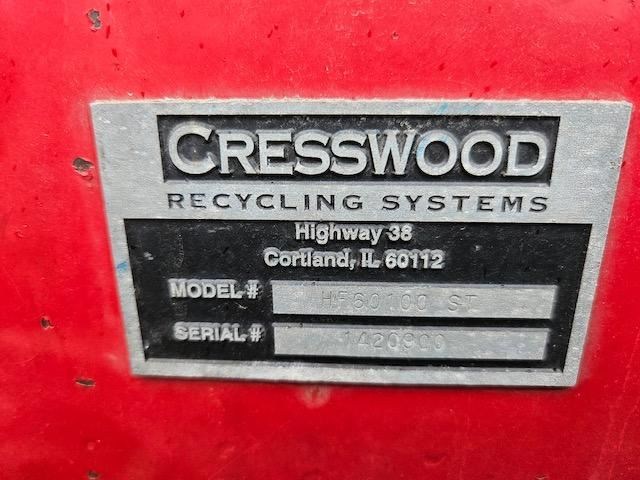 CRESSWOOD
RECYCLING SYSTEMS
Highway 38
Cortland, IL 60112
MODEL # HF60100 ST
SERIAL # 1420900